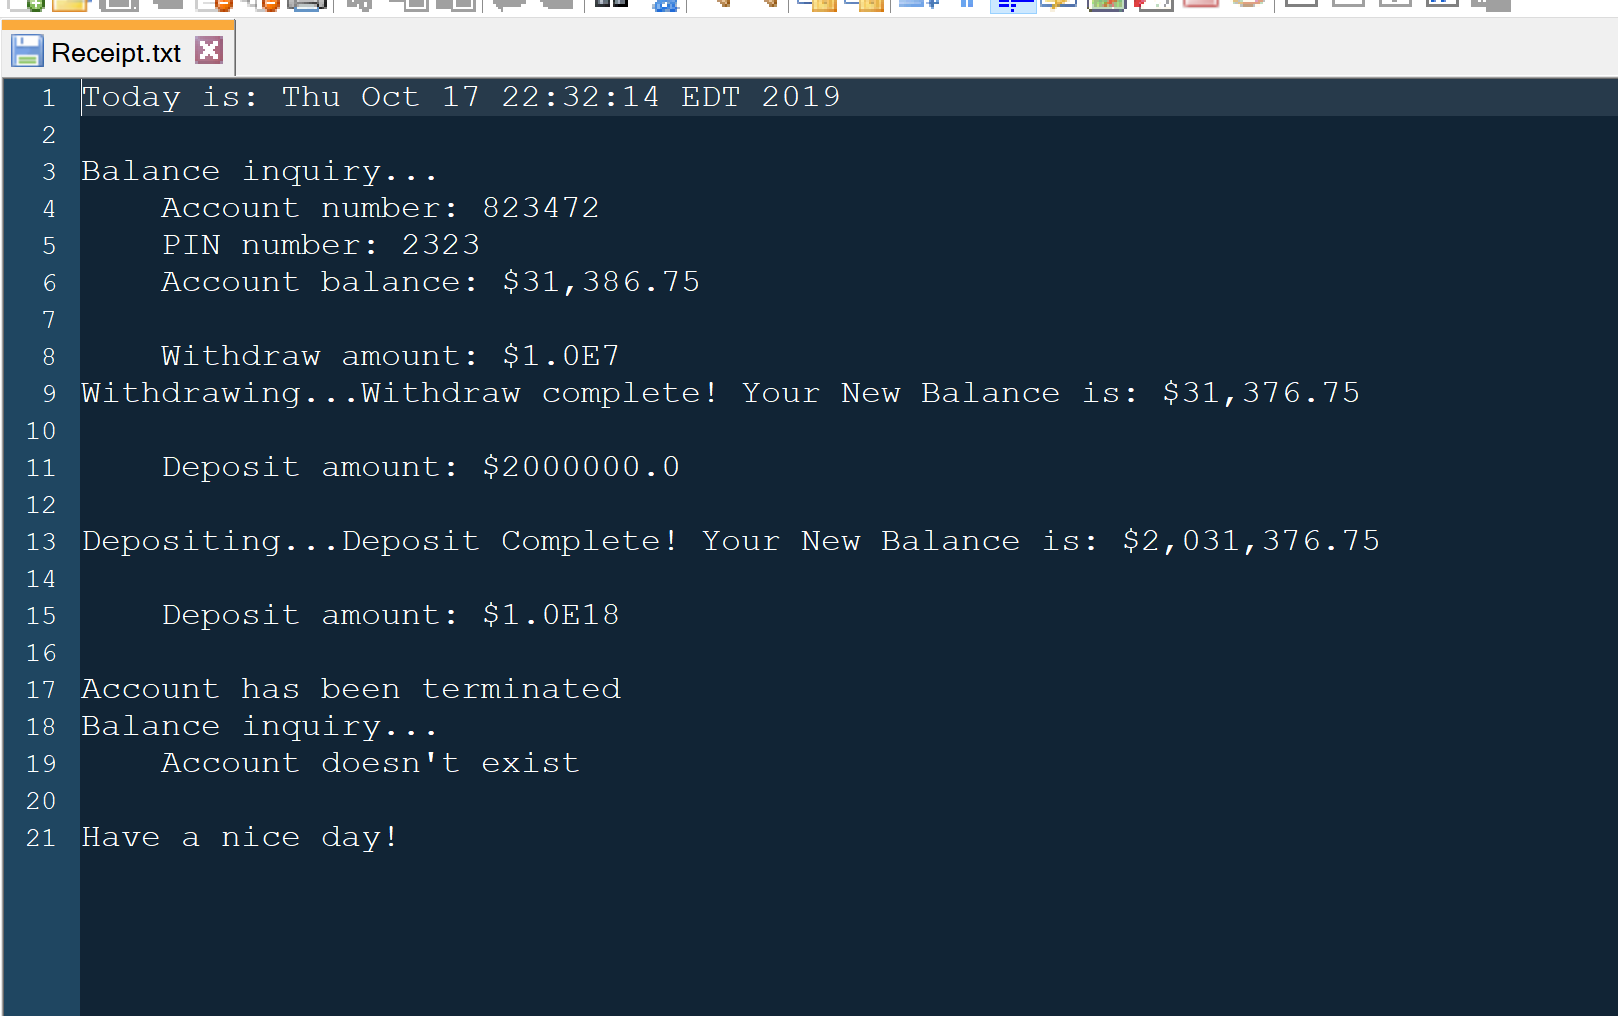 Receipt.txt
1 Today is: Thu Oct 17 22:32:14 EDT 2019
2
3 Balance inquiry...
4 Account number: 823472
5 PIN number: 2323
6 Account balance: $31,386.75
7
8 Withdraw amount: $1.0E7
9 Withdrawing...Withdraw complete! Your New Balance is: $31,376.75
10
11 Deposit amount: $2000000.0
12
13 Depositing...Deposit Complete! Your New Balance is: $2,031,376.75
14
15 Deposit amount: $1.0E18
16
17 Account has been terminated
18 Balance inquiry...
19 Account doesn't exist
20
21 Have a nice day!